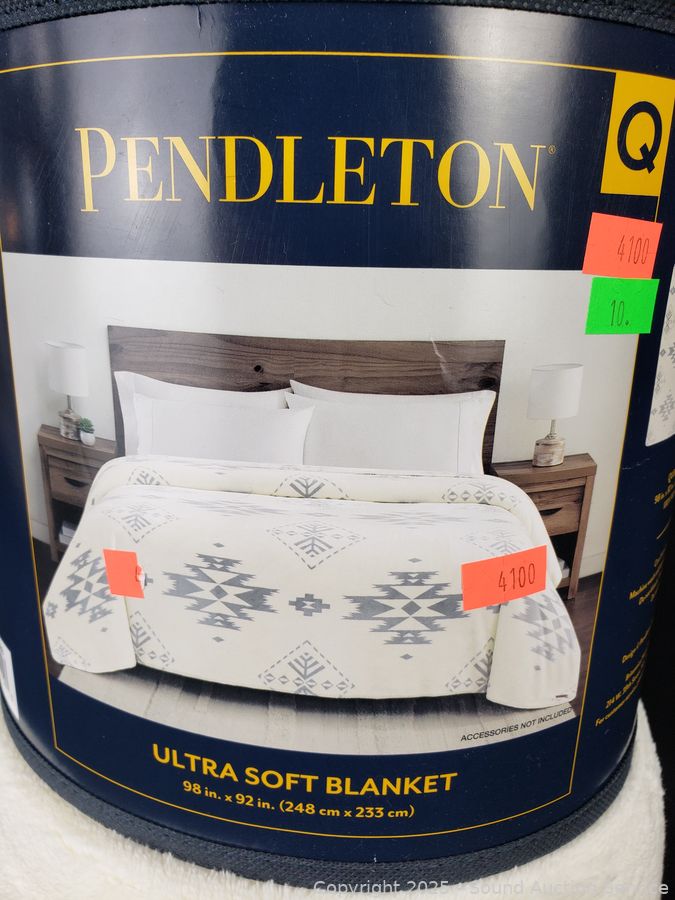 PENDLETON®
Q
4100
10.
4100
ACCESSORIES NOT INCLUDED
ULTRA SOFT BLANKET
98 in. x 92 in. (248 cm x 233 cm)
Copyright 2025 - Sound Auction Service